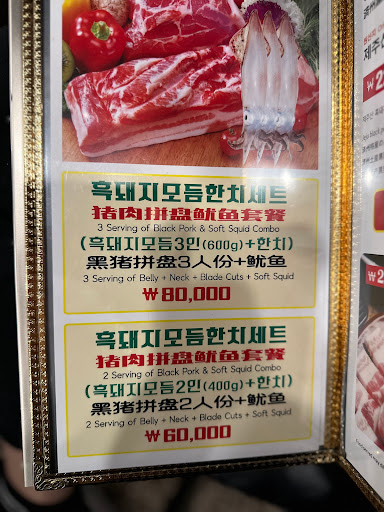 흑돼지모듬한치세트
猪肉拼盘鱿鱼套餐
3 Serving of Black Pork & Soft Squid Combo
(흑돼지모듬3인(600g)+한치)
黑猪拼盘3人份+鱿鱼
3 Serving of Belly + Neck + Blade Cuts + Soft Squid
₩80,000
흑돼지모듬한치세트
猪肉拼盘鱿鱼套餐
2 Serving of Black Pork & Soft Squid Combo
(흑돼지모듬2인(400g)+한치)
黑猪拼盘2人份+鱿鱼
2 Serving of Belly + Neck + Blade Cuts + Soft Squid
₩60,000
제주산